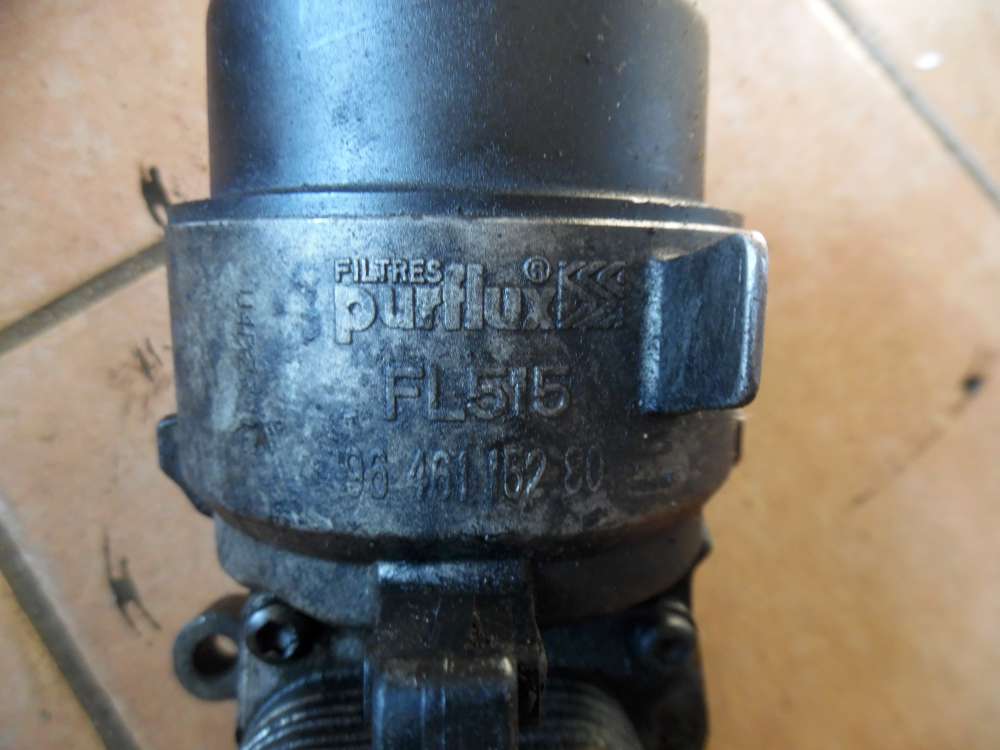 FILTRES
purflux®
FL515
96 461 162 80